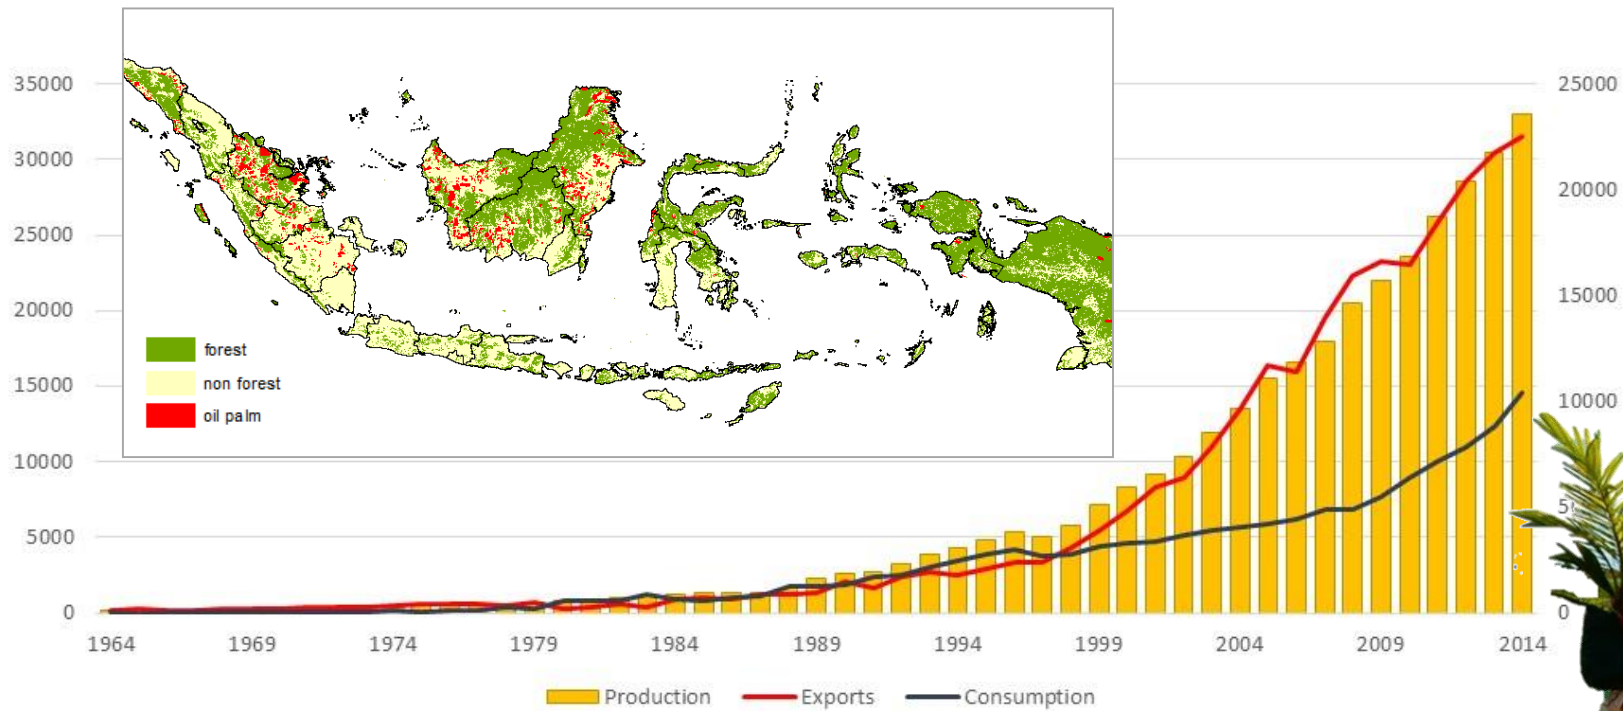 35000
30000
25000
20000
15000
10000
5000
0
forest
non forest
oil palm
25000
20000
15000
10000
0
1964 1969 1974 1979 1984 1989 1994 1999 2004 2009 2014
Production Exports Consumption